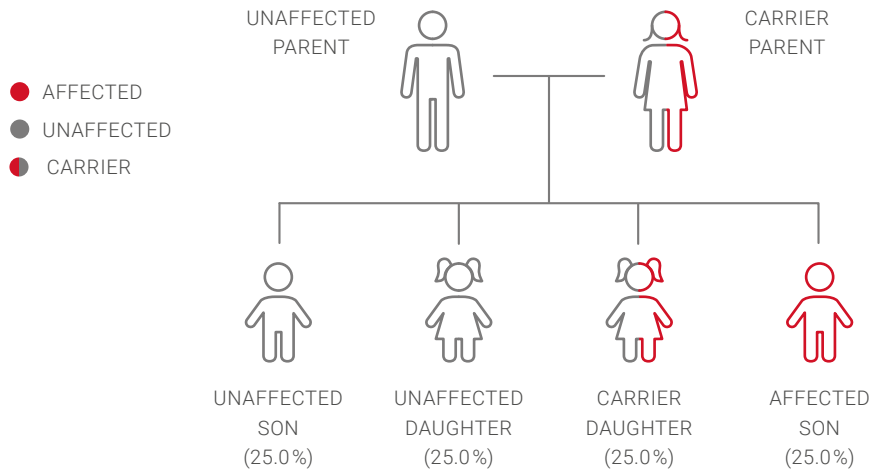 UNAFFECTED
PARENT
CARRIER
PARENT
AFFECTED
UNAFFECTED
CARRIER
UNAFFECTED
SON
(25.0%)
UNAFFECTED
DAUGHTER
(25.0%)
CARRIER
DAUGHTER
(25.0%)
AFFECTED
SON
(25.0%)